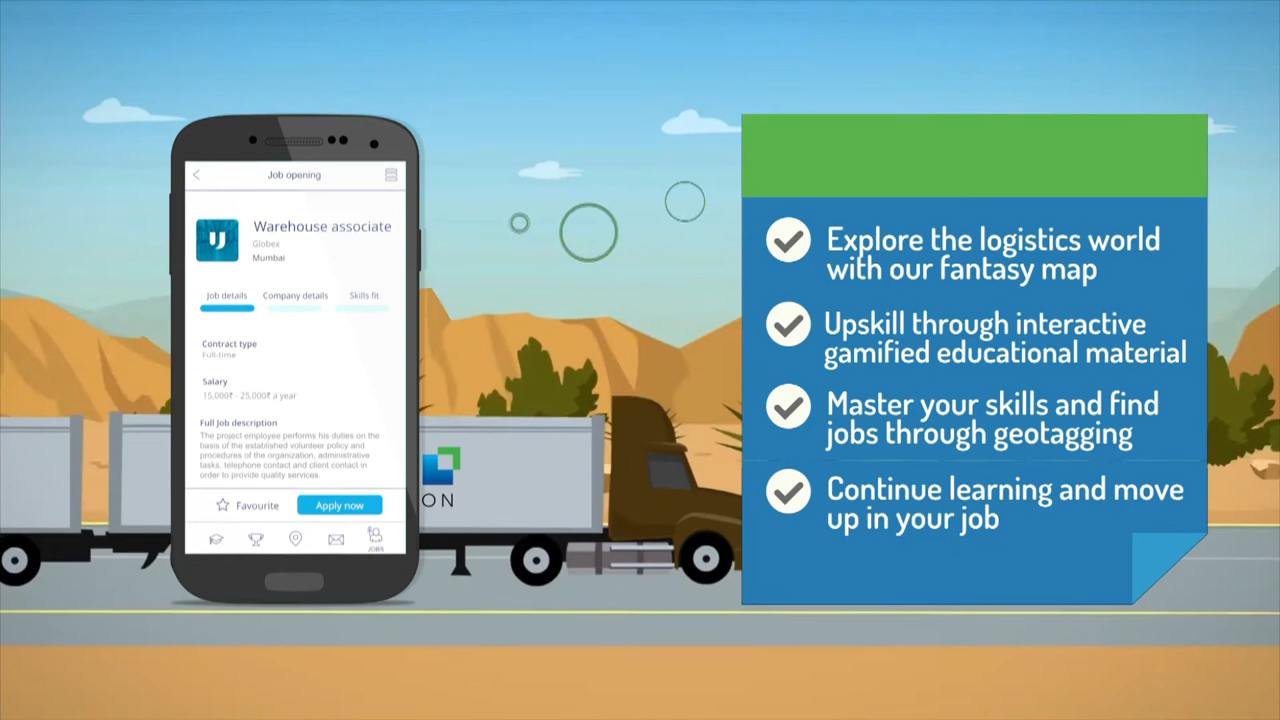 Job opening
Warehouse associate
Globex
Mumbai
Job details Company details Skills fit
Contract type
Full-time
Salary
15,000₹ - 25,000₹ a year
Full Job description
The project employee performs his duties on the
basis of the established volunteer policy and
procedures of the organization, administrative
tasks, telephone contact and client contact in
order to provide quality services.
Favourite Apply now
JOBS
ON
Explore the logistics world
with our fantasy map
Upskill through interactive
gamified educational material
Master your skills and find
jobs through geotagging
Continue learning and move
up in your job